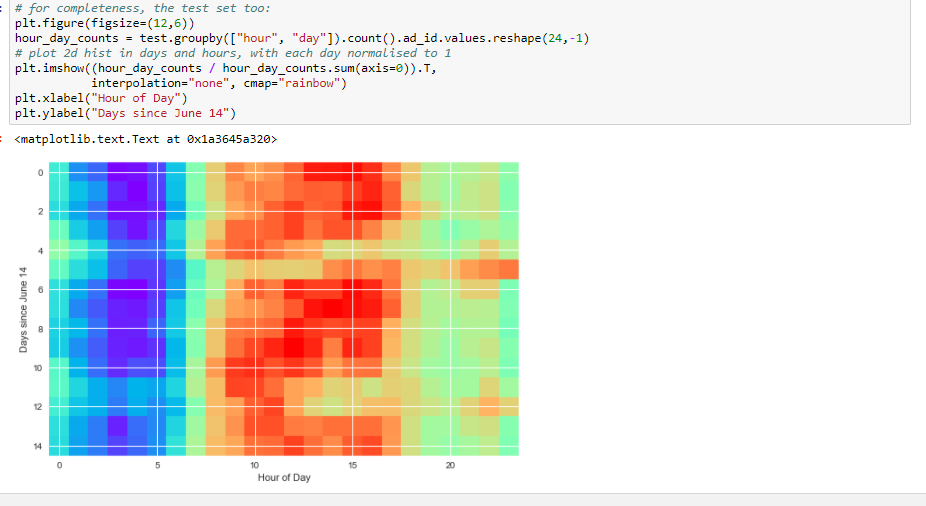 # for completeness, the test set too:
plt.figure(figsize=(12,6))
hour_day_counts = test.groupby(["hour", "day"]).count().ad_id.values.reshape(24,-1)
# plot 2d hist in days and hours, with each day normalised to 1
plt.imshow((hour_day_counts / hour_day_counts.sum(axis=0)).T,
           interpolation="none", cmap="rainbow")
plt.xlabel("Hour of Day")
plt.ylabel("Days since June 14")
<matplotlib.text.Text at 0x1a3645a320>
Days since June 14
0
2
4
6
8
10
12
14
0 5 10 15 20
Hour of Day